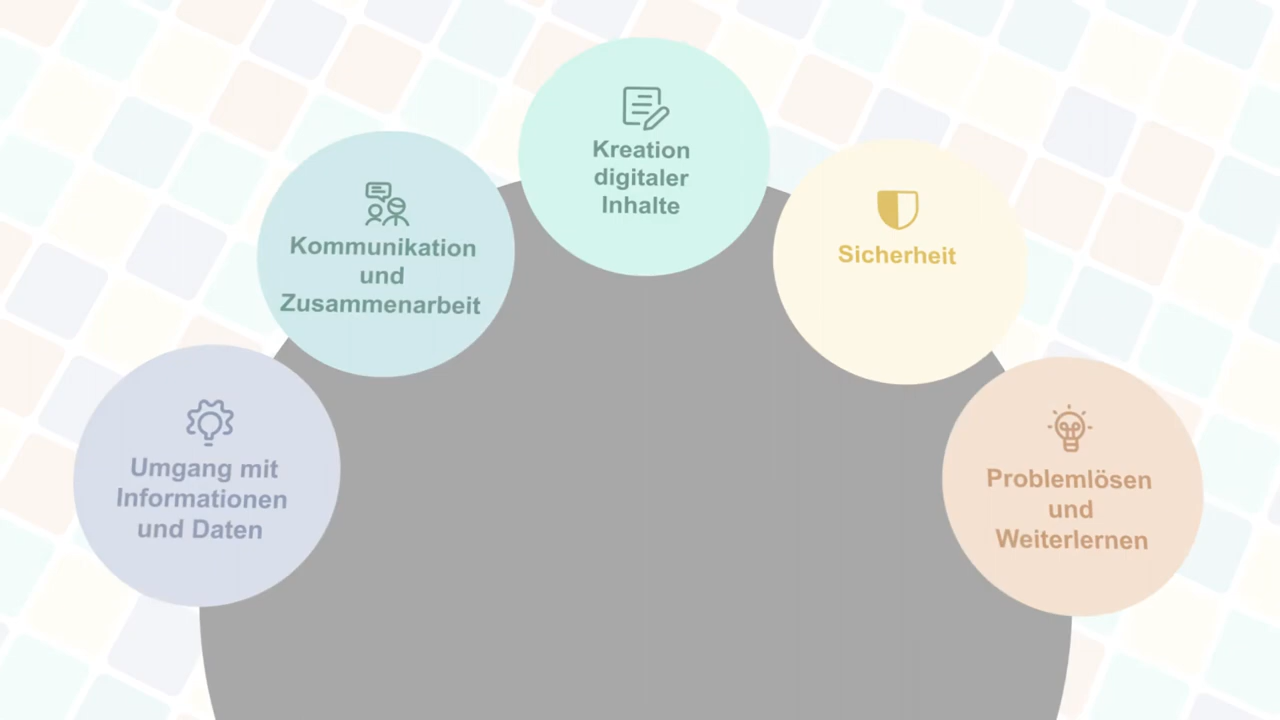 Kreation
digitaler
Inhalte
Kommunikation
und
Zusammenarbeit
Sicherheit
Umgang mit
Informationen
und Daten
Problemlösen
und
Weiterlernen